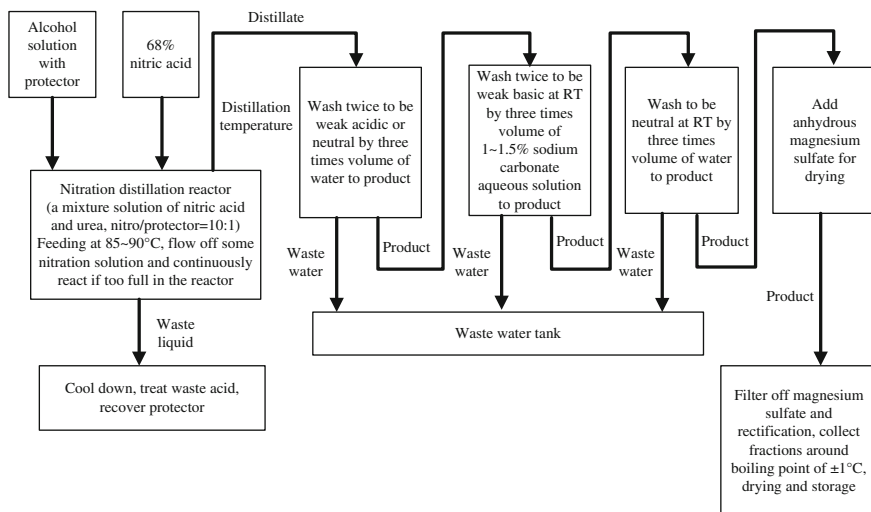 Alcohol
solution
with
protector
68%
nitric acid
Distillate
Distillation
temperature
Nitration distillation reactor
(a mixture solution of nitric acid
and urea, nitro/protector=10:1)
Feeding at 85~90°C, flow off some
nitration solution and continuously
react if too full in the reactor
Waste
liquid
Cool down, treat waste acid,
recover protector
Wash twice to be
weak acidic or
neutral by three
times volume of
water to product
Waste
water
Product
Wash twice to be
weak basic at RT
by three times
volume of
1~1.5% sodium
carbonate
aqueous solution
to product
Waste
water
Product
Wash to be
neutral at RT by
three times
volume of water
to product
Waste
water
Product
Waste water tank
Add
anhydrous
magnesium
sulfate for
drying
Product
Filter off magnesium
sulfate and
rectification, collect
fractions around
boiling point of ±1°C,
drying and storage